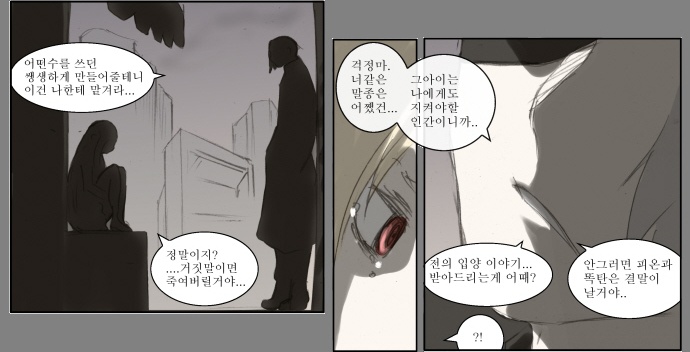 어떤수를 쓰던
쌩생하게 만들어줄테니
이건 나한테 맡겨라...
정말이지?
....거짓말이면
죽여버릴거야...
걱정마.
너같은
말종은
어쨌건...
그아이는
나에게도
지켜야할
인간이니까..
전의 입양 이야기...
받아드리는게 어때?
안그러면 피온과
똑탄은 결말이
날거야..
?!